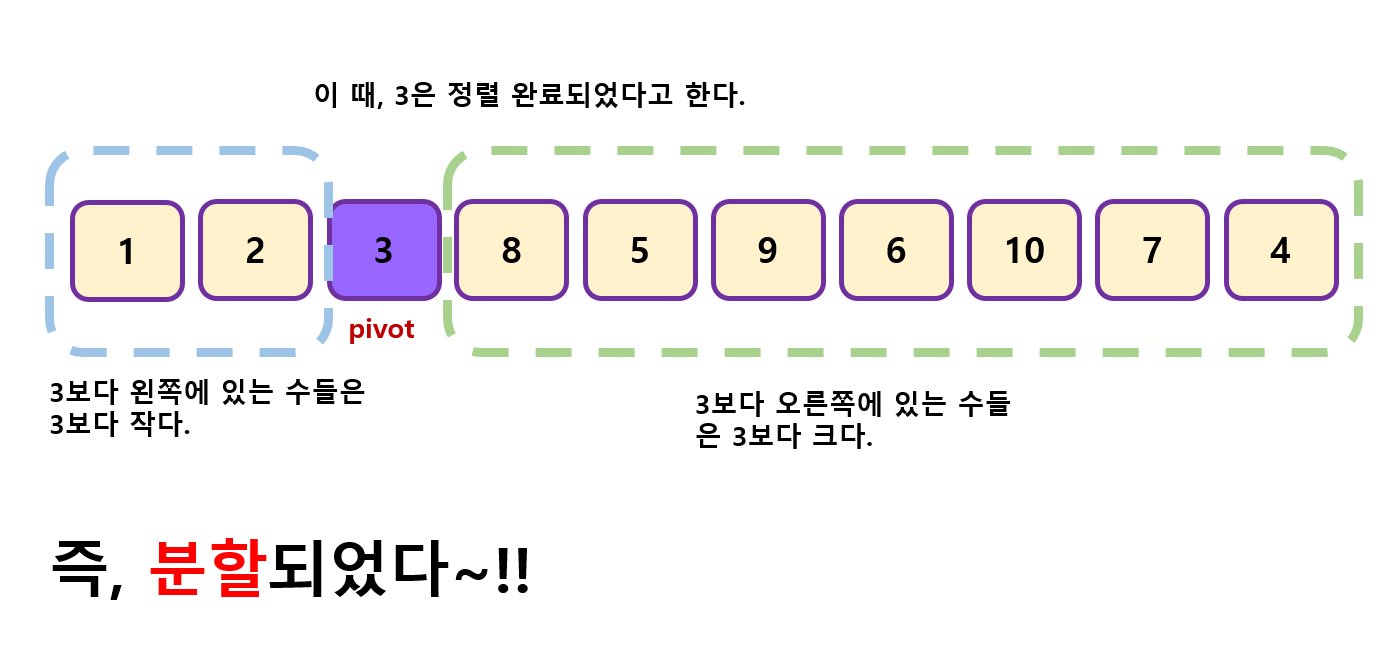 이 때, 3은 정렬 완료되었다고 한다.
1 2 3 8 5 9 6 10 7 4
pivot
3보다 왼쪽에 있는 수들은
3보다 작다.
3보다 오른쪽에 있는 수들
은 3보다 크다.
즉, 분할되었다~!!